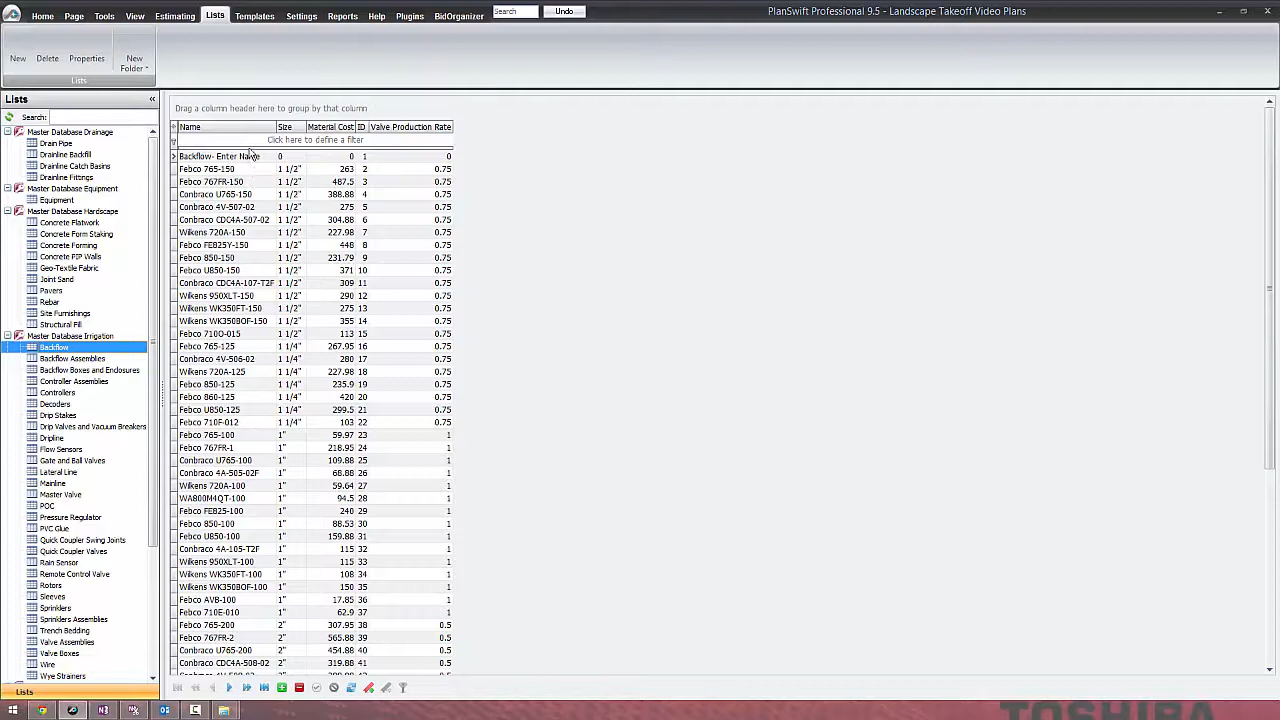 Home Page Tools View Estimating Lists Templates Settings Reports Help Plugins BidOrganizer Search Undo PlanSwift Professional 9.5 - Landscape Takeoff Video Plans
New Delete Properties New Folder
Lists
Lists «
Search:
Master Database Drainage
Drain Pipe
Drainline Backfill
Drainline Catch Basins
Drainline Fittings
Master Database Equipment
Equipment
Master Database Hardscape
Concrete Flatwork
Concrete Form Staking
Concrete Forming
Concrete PIP Walls
Geo-Textile Fabric
Joint Sand
Pavers
Rebar
Site Furnishings
Structural Fill
Master Database Irrigation
Backflow
Backflow Assemblies
Backflow Boxes and Endosures
Controller Assemblies
Controllers
Decoders
Drip Stakes
Drip Valves and Vacuum Breakers
Dripline
Flow Sensors
Gate and Ball Valves
Lateral Line
Mainline
Master Valve
POC
Pressure Regulator
PVC Glue
Quick Coupler Swing Joints
Quick Coupler Valves
Rain Sensor
Remote Control Valve
Rotors
Sleeves
Sprinklers
Sprinklers Assemblies
Trench Bedding
Valve Assemblies
Valve Boxes
Wire
Wye Strainers
Lists
Drag a column header here to group by that column
Name Size Material Cost ID Valve Production Rate
Click here to define a filter
Backflow- Enter Name 0 0 1 0
Febco 765-150 1 1/2" 263 2 0.75
Febco 767FR-150 1 1/2" 487.5 3 0.75
Conbraco U765-150 1 1/2" 388.88 4 0.75
Conbraco 4V-507-02 1 1/2" 275 5 0.75
Conbraco CDC4A-507-02 1 1/2" 304.88 6 0.75
Wikens 720A-150 1 1/2" 227.98 7 0.75
Febco FE825Y-150 1 1/2" 448 8 0.75
Febco 850-150 1 1/2" 231.79 9 0.75
Febco U850-150 1 1/2" 371 10 0.75
Conbraco CDC4A-107-T2F 1 1/2" 309 11 0.75
Wikens 950XLT-150 1 1/2" 290 12 0.75
Wikens WK350FT-150 1 1/2" 275 13 0.75
Wikens WK350BOF-150 1 1/2" 355 14 0.75
Febco 710O-015 1 1/2" 113 15 0.75
Febco 765-125 1 1/4" 267.95 16 0.75
Conbraco 4V-506-02 1 1/4" 280 17 0.75
Wikens 720A-125 1 1/4" 227.98 18 0.75
Febco 850-125 1 1/4" 235.9 19 0.75
Febco 860-125 1 1/4" 420 20 0.75
Febco U850-125 1 1/4" 299.5 21 0.75
Febco 710F-012 1 1/4" 103 22 0.75
Febco 765-100 1" 59.97 23 1
Febco 767FR-1 1" 218.95 24 1
Conbraco U765-100 1" 109.88 25 1
Conbraco 4A-505-02F 1" 68.88 26 1
Wikens 720A-100 1" 59.64 27 1
WA800M4QT-100 1" 94.5 28 1
Febco FE825-100 1" 240 29 1
Febco 850-100 1" 88.53 30 1
Febco U850-100 1" 159.88 31 1
Conbraco 4A-105-T2F 1" 115 32 1
Wikens 950XLT-100 1" 115 33 1
Wikens WK350FT-100 1" 108 34 1
Wikens WK350BOF-100 1" 150 35 1
Febco AVB-100 1" 17.85 36 1
Febco 710E-010 1" 62.9 37 1
Febco 765-200 2" 307.95 38 0.5
Febco 767FR-2 2" 565.88 39 0.5
Conbraco U765-200 2" 454.88 40 0.5
Conbraco CDC4A-508-02 2" 319.88 41 0.5
TOSHIBA